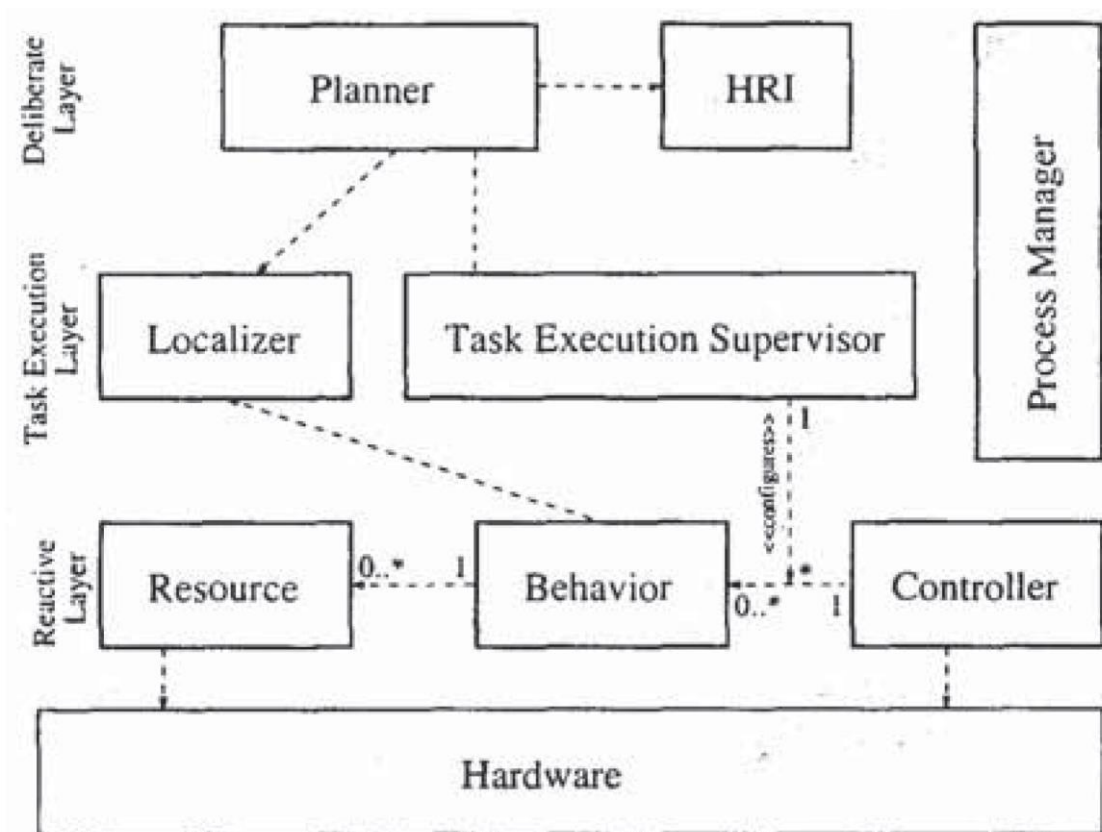 Deliberate
Layer
Planner
HRI
Process Manager
Task Execution
Layer
Localizer
Task Execution Supervisor
1
<<configures>>
Reactive
Layer
Resource
0..*
1
Behavior
0..*
*
1
Controller
Hardware